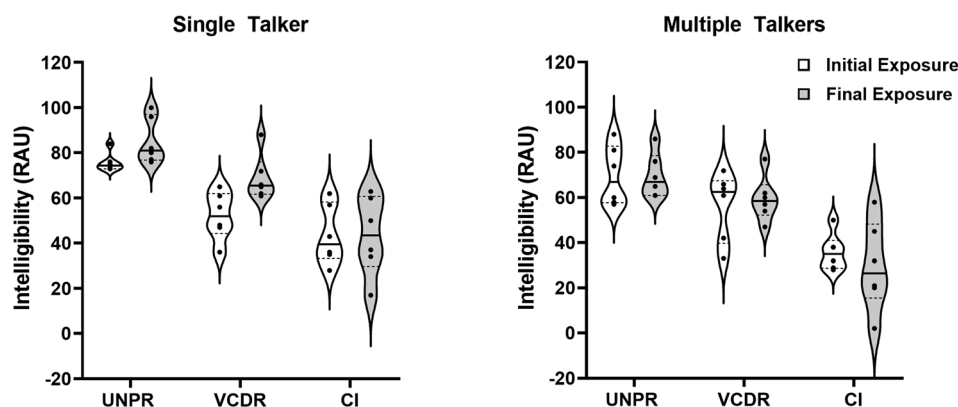 Single Talker
Intelligibility (RAU)
120
100
80
60
40
20
0
-20
UNPR VCDR CI
Multiple Talkers
Initial Exposure
Final Exposure
Intelligibility (RAU)
120
100
80
60
40
20
0
-20
UNPR VCDR CI